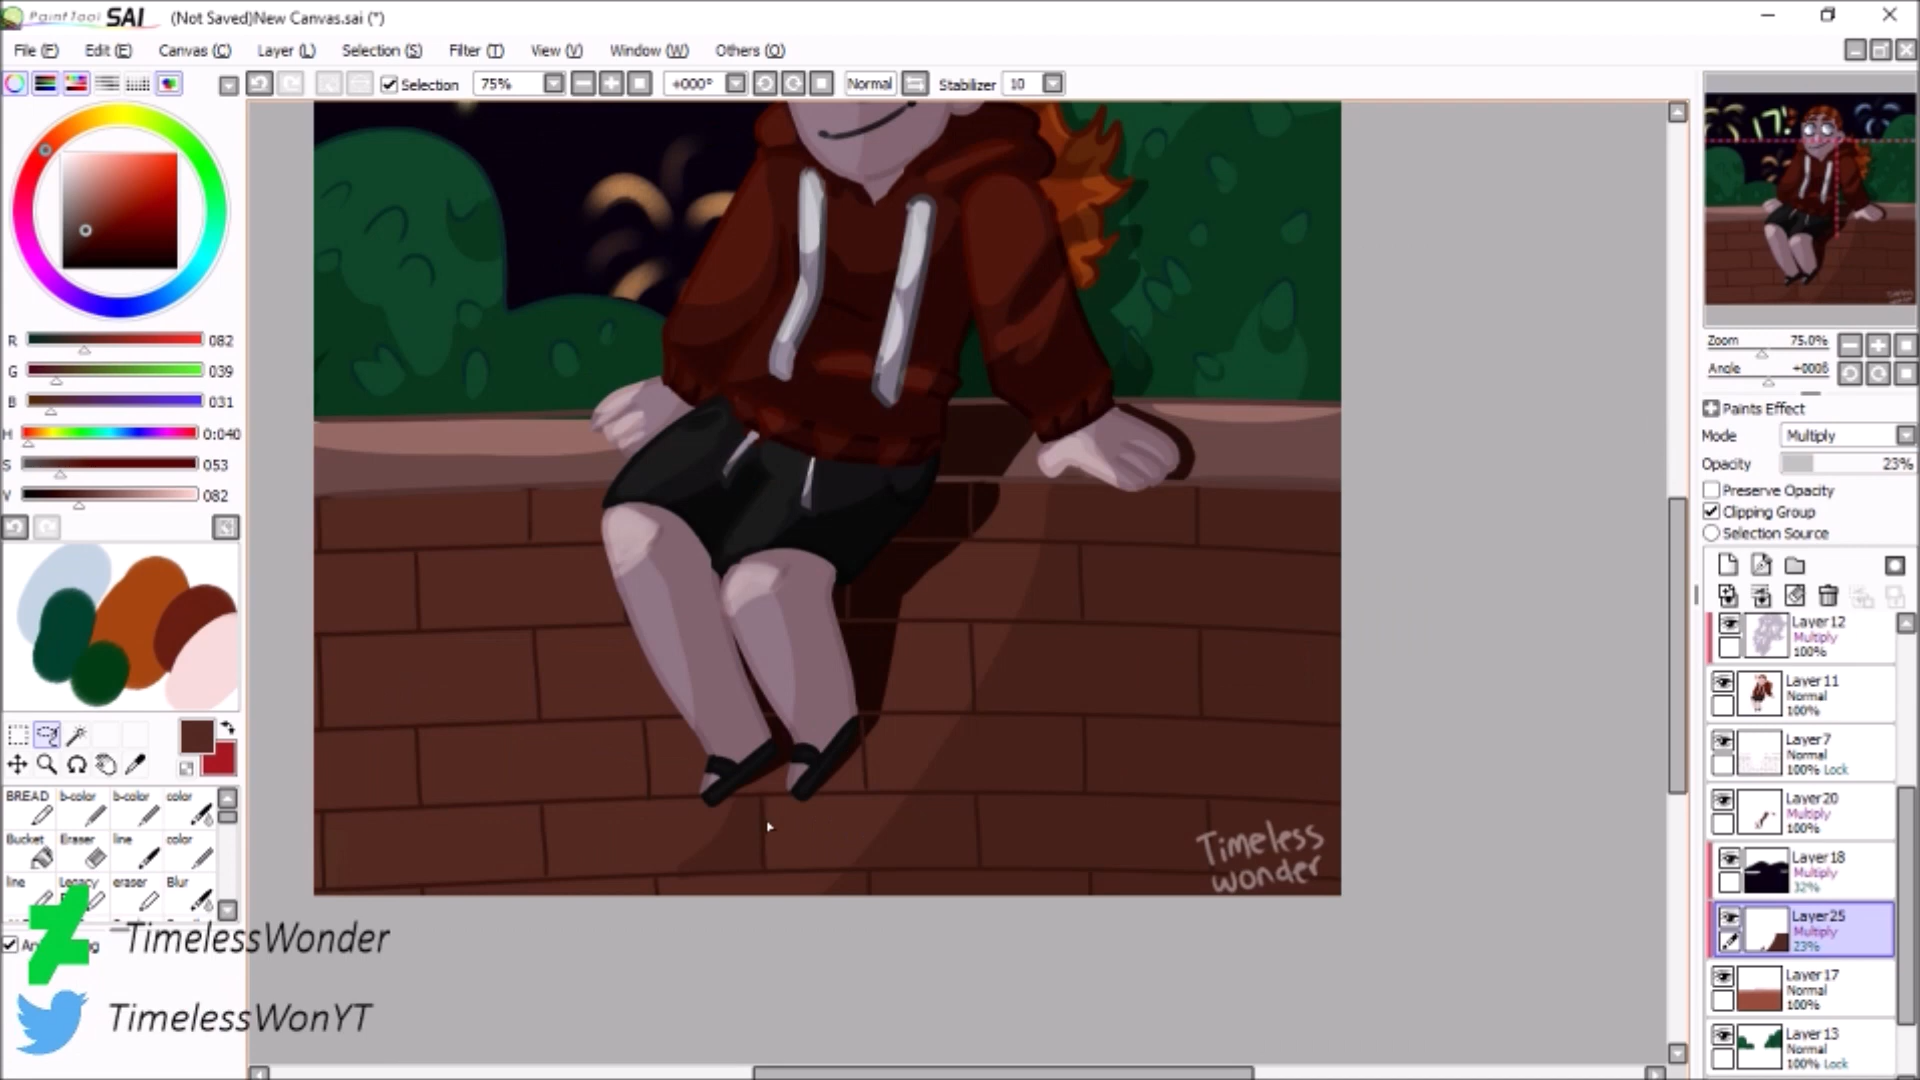 PaintTool SAI (Not Saved)New Canvas.sai (*)
File (F) Edit (E) Canvas (C) Layer (L) Selection (S) Filter (T) View (V) Window (W) Others (O)
Selection 75% +000° Normal Stabilizer 10
R 082
G 039
B 031
H 0:040
S 053
V 082
BREAD b-color b-color color
Bucket Eraser line color
line Legacy eraser Blur
TimelessWonder
TimelessWonYT
Timeless
wonder
Zoom 75.0%
Angle
Paints Effect
Mode Multiply
Opacity 23%
Preserve Opacity
Clipping Group
Selection Source
Layer12
Multiply
100%
Layer11
Normal
100%
Layer7
Normal
100% Lock
Layer20
Multiply
100%
Layer18
Multiply
32%
Layer25
Multiply
23%
Layer17
Normal
100%
Layer13
Normal
100% Lock